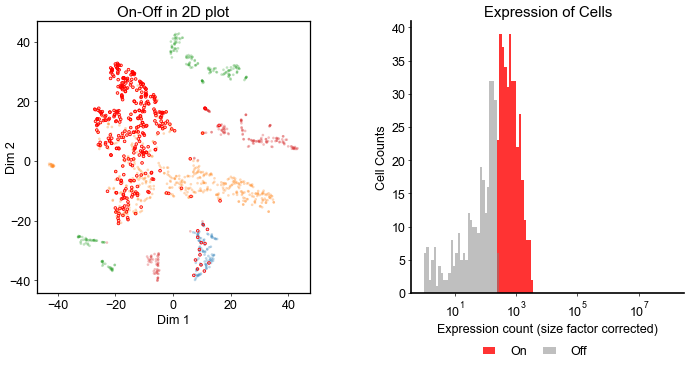 On-Off in 2D plot
Expression of Cells
40
20
0
−20
−40
Dim 2
−40 −20 0 20 40
Dim 1
40
35
30
25
20
15
10
5
0
Cell Counts
10^1 10^3 10^5 10^7
Expression count (size factor corrected)
On Off